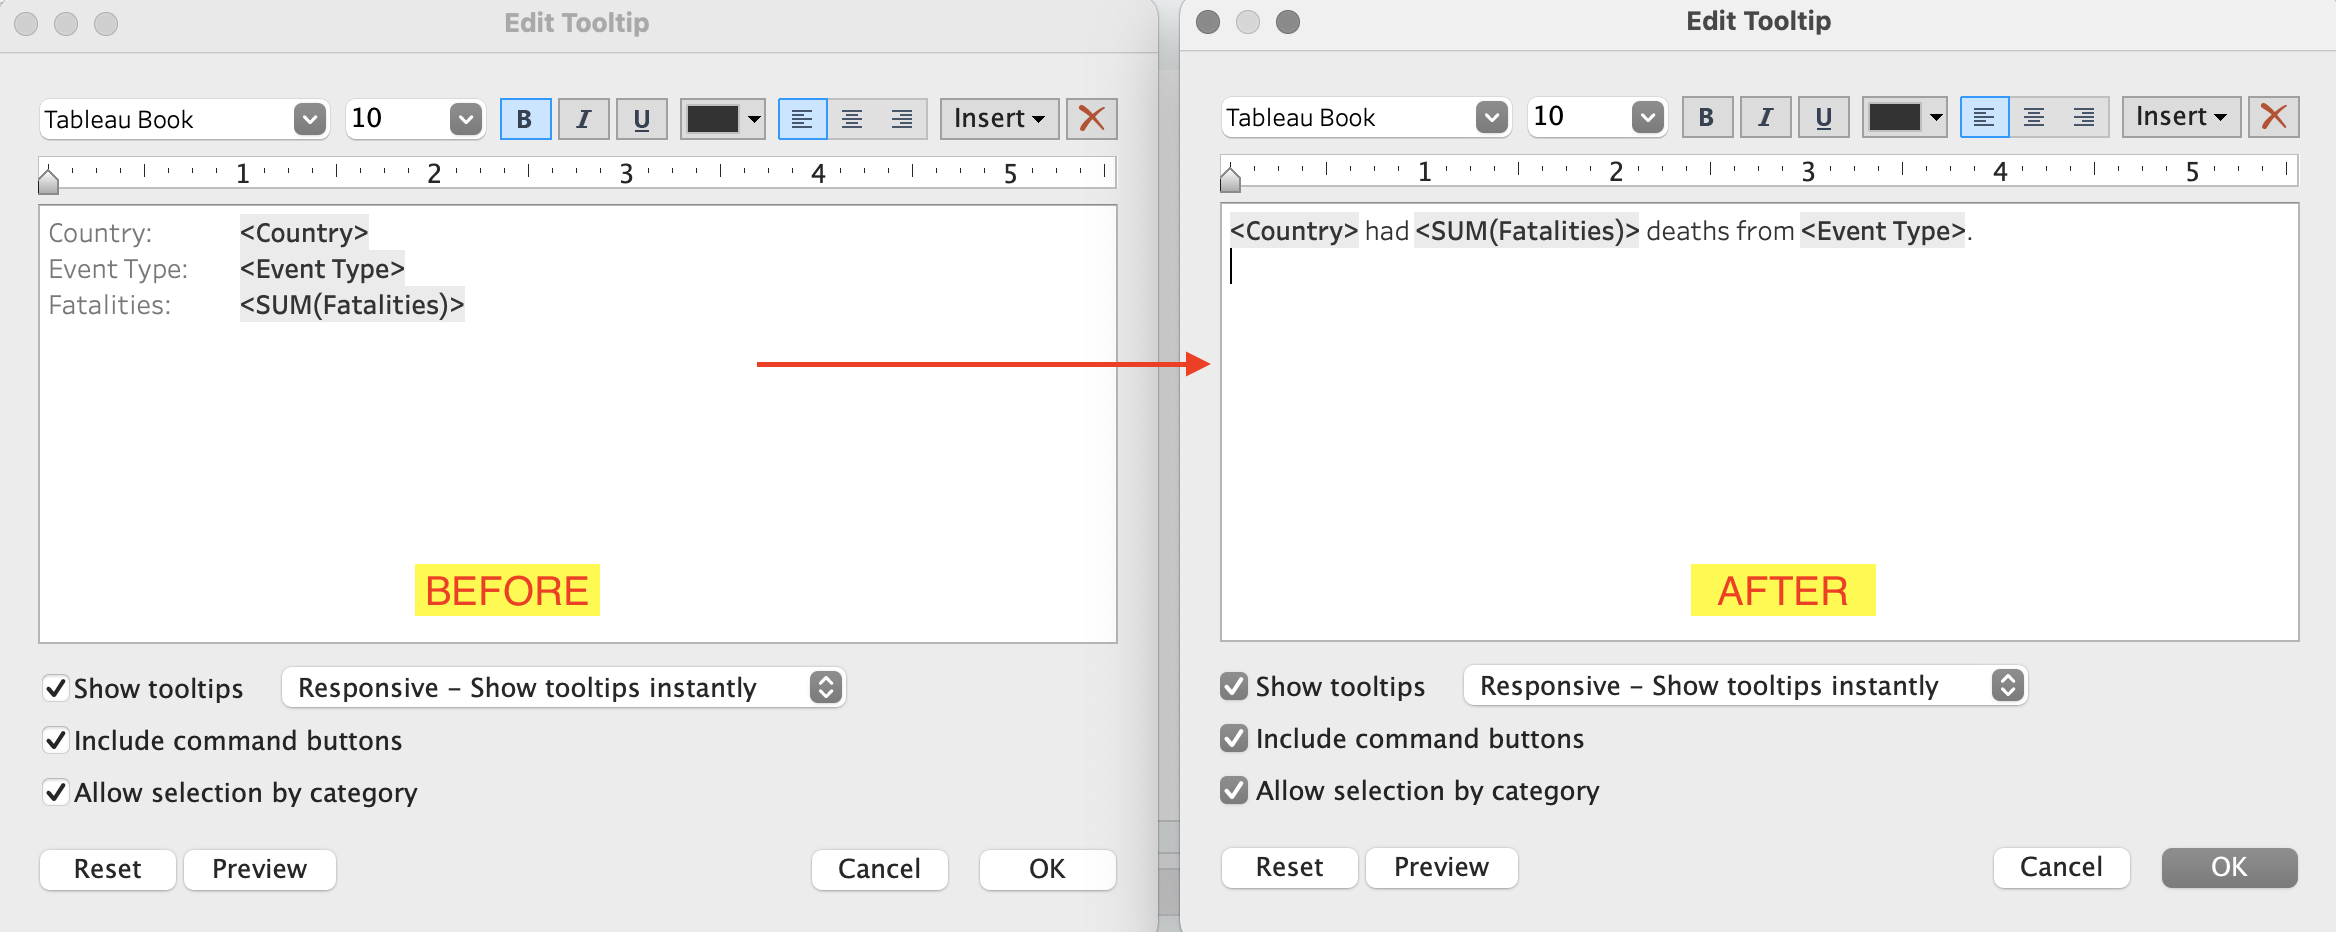 Edit Tooltip
Tableau Book 10 B I U Insert
1 2 3 4 5
Country: <Country>
Event Type: <Event Type>
Fatalities: <SUM(Fatalities)>
BEFORE
Show tooltips Responsive – Show tooltips instantly
Include command buttons
Allow selection by category
Reset Preview Cancel OK
Edit Tooltip
Tableau Book 10 B I U Insert
1 2 3 4 5
<Country> had <SUM(Fatalities)> deaths from <Event Type>.
AFTER
Show tooltips Responsive – Show tooltips instantly
Include command buttons
Allow selection by category
Reset Preview Cancel OK